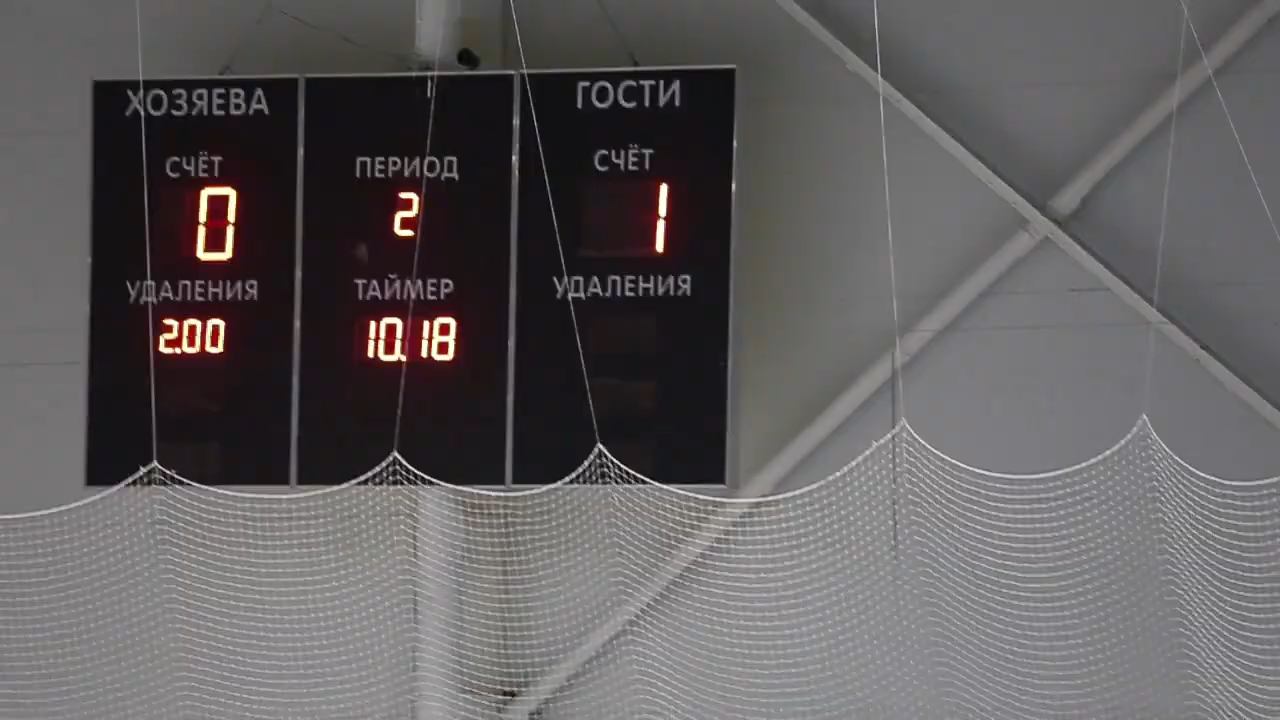 ХОЗЯЕВА
ГОСТИ
СЧЁТ
ПЕРИОД
СЧЁТ
0
2
1
УДАЛЕНИЯ
ТАЙМЕР
УДАЛЕНИЯ
2.00
10.18